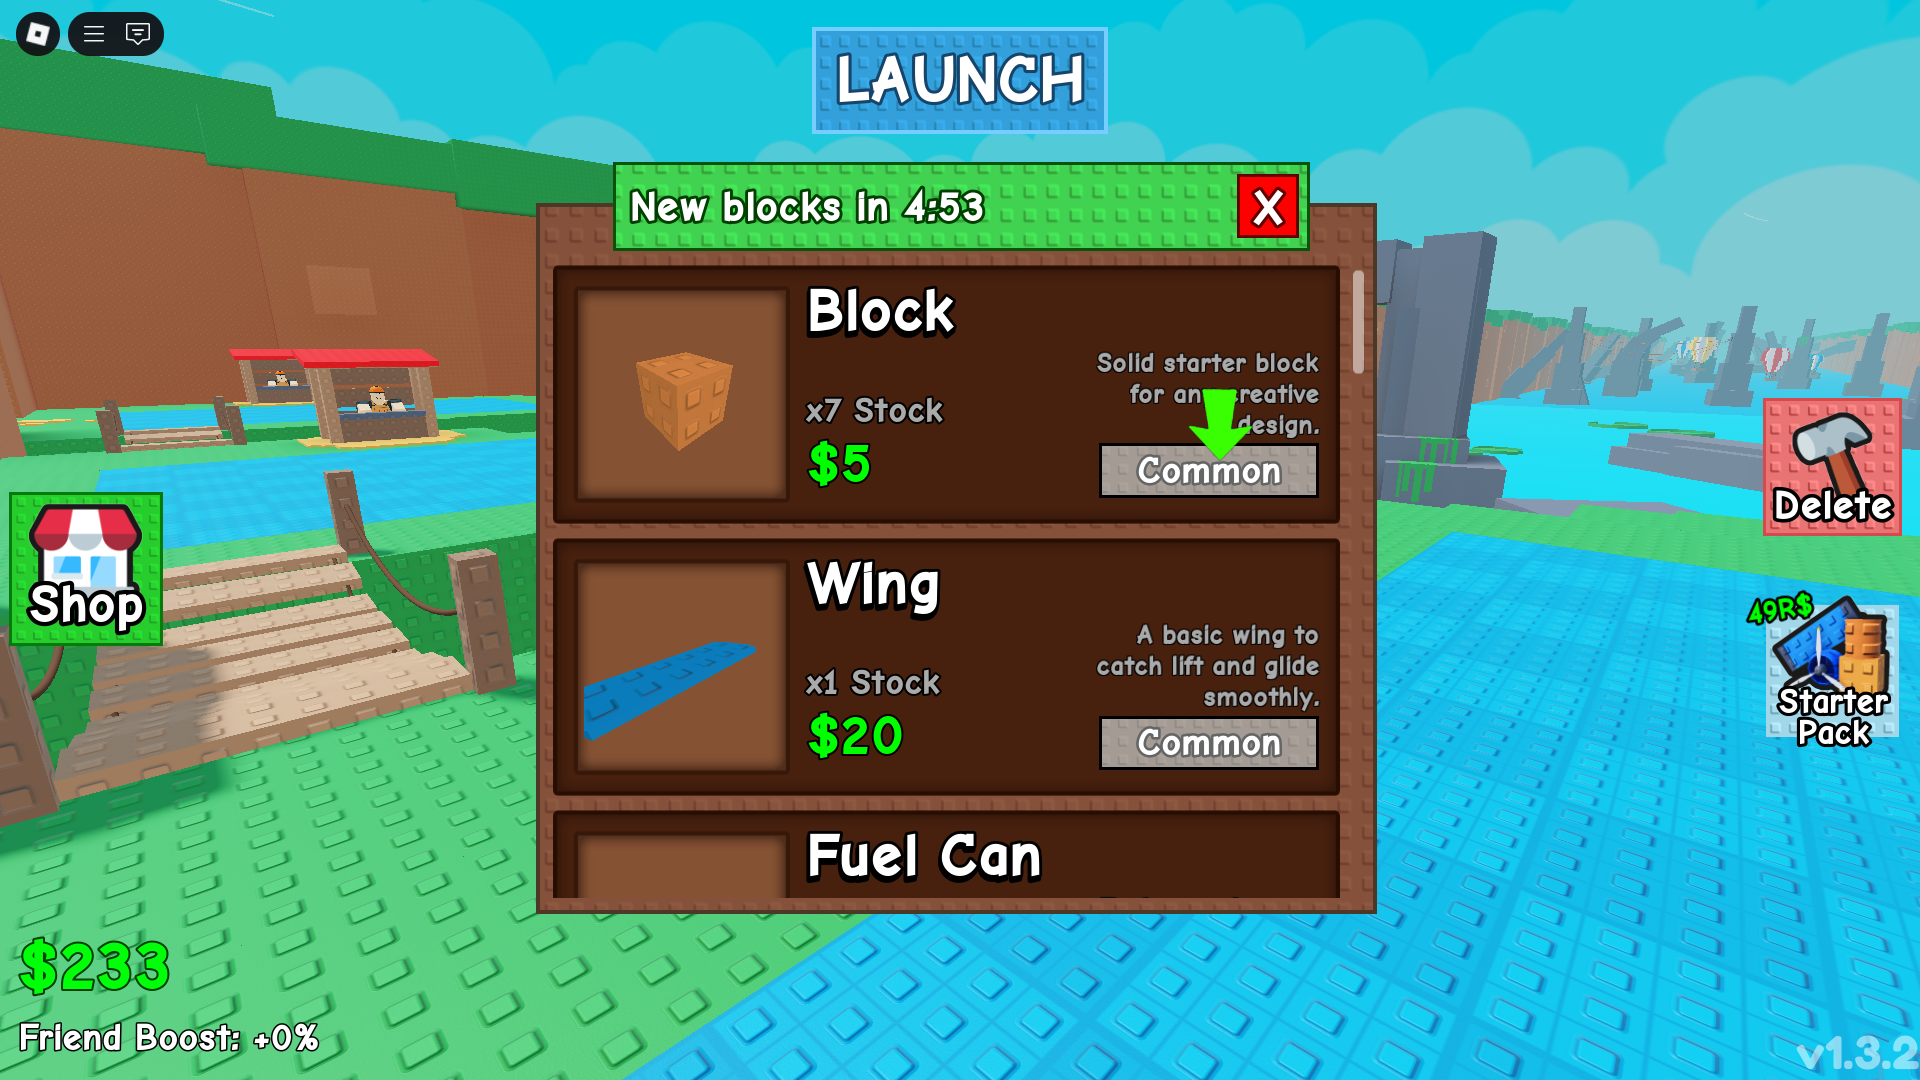 LAUNCH
New blocks in 4:53
X
Block
Solid starter block
for any creative
design.
x7 Stock
$5
Common
Wing
A basic wing to
catch lift and glide
smoothly.
x1 Stock
$20
Common
Fuel Can
Shop
Delete
49R$
Starter
Pack
$233
Friend Boost: +0%
v1.3.2